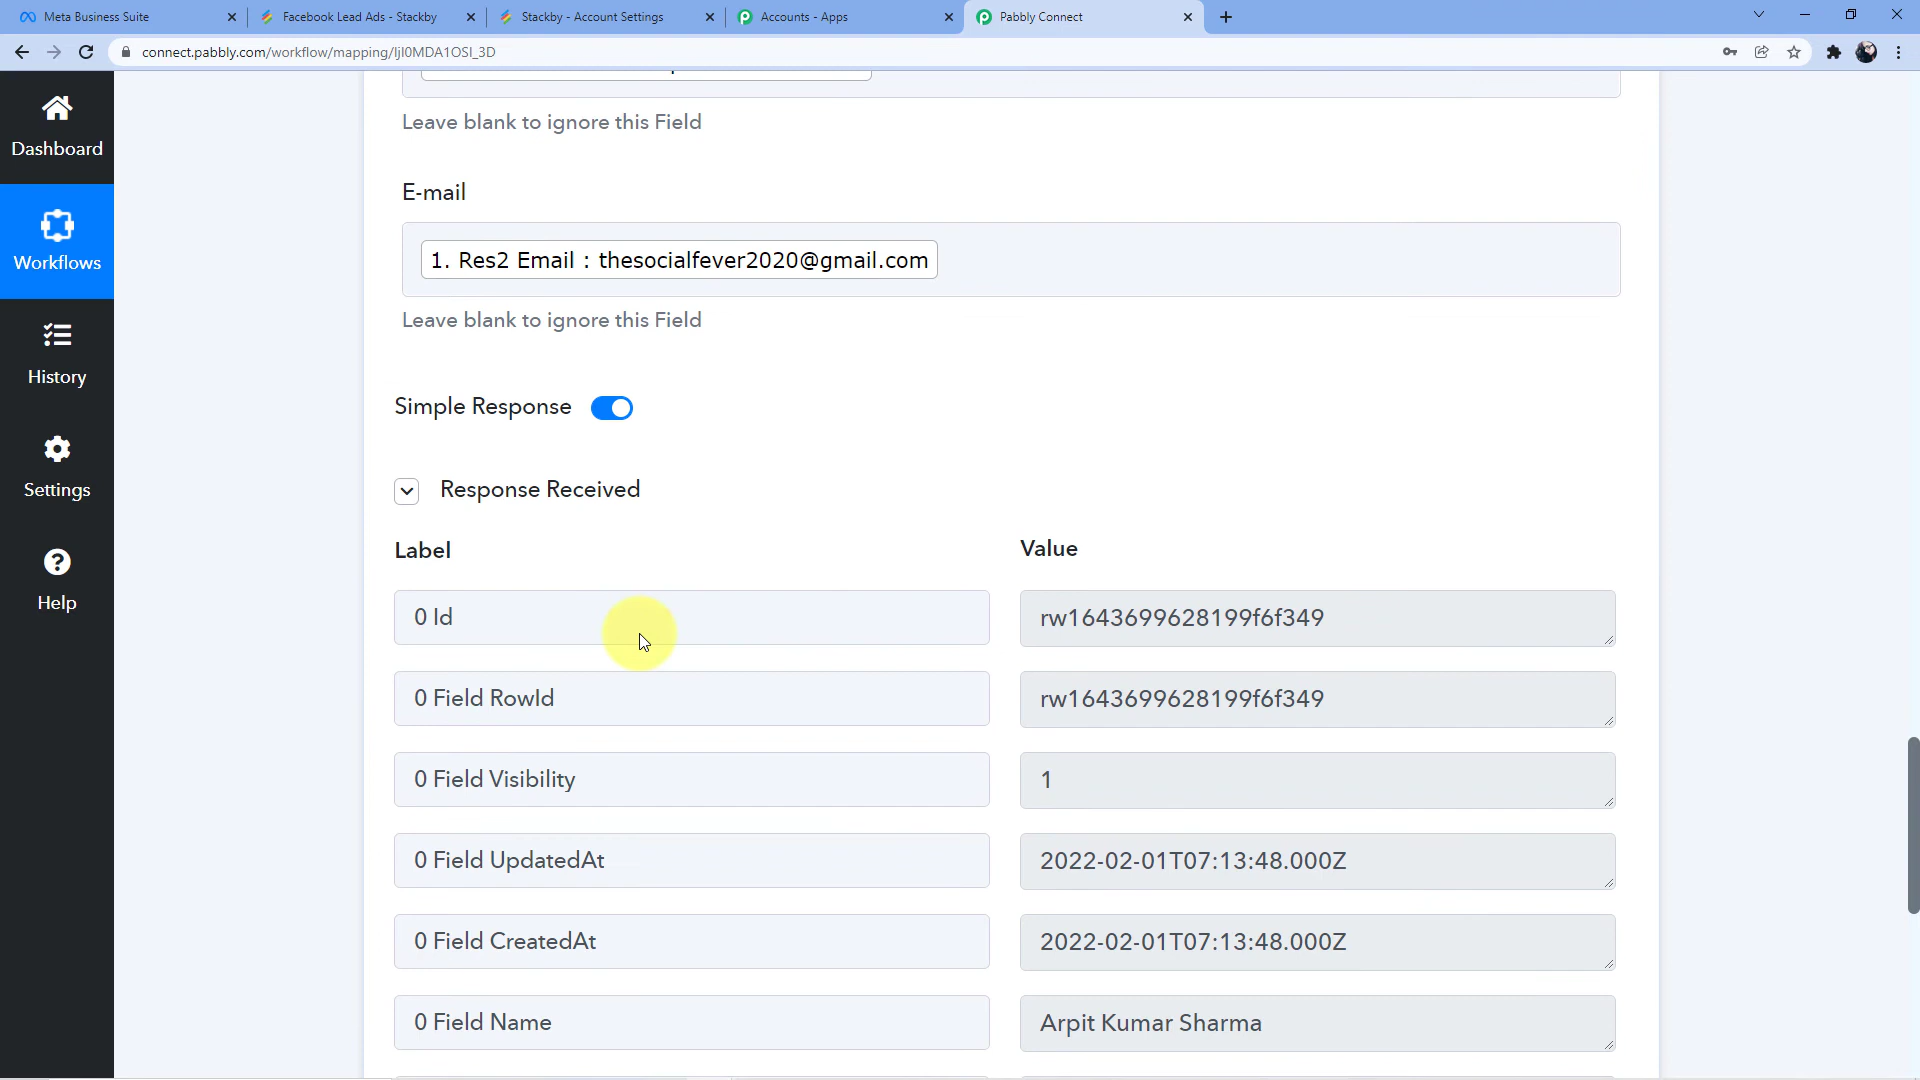 Meta Business Suite
Facebook Lead Ads - Stackby
Stackby - Account Settings
Accounts - Apps
Pabbly Connect
connect.pabbly.com/workflow/mapping/IjI0MDA1OSI_3D
Dashboard
Workflows
History
Settings
Help
Leave blank to ignore this Field
E-mail
1. Res2 Email : thesocialfever2020@gmail.com
Leave blank to ignore this Field
Simple Response
Response Received
Label
Value
0 Id
rw1643699628199f6f349
0 Field RowId
rw1643699628199f6f349
0 Field Visibility
1
0 Field UpdatedAt
2022-02-01T07:13:48.000Z
0 Field CreatedAt
2022-02-01T07:13:48.000Z
0 Field Name
Arpit Kumar Sharma